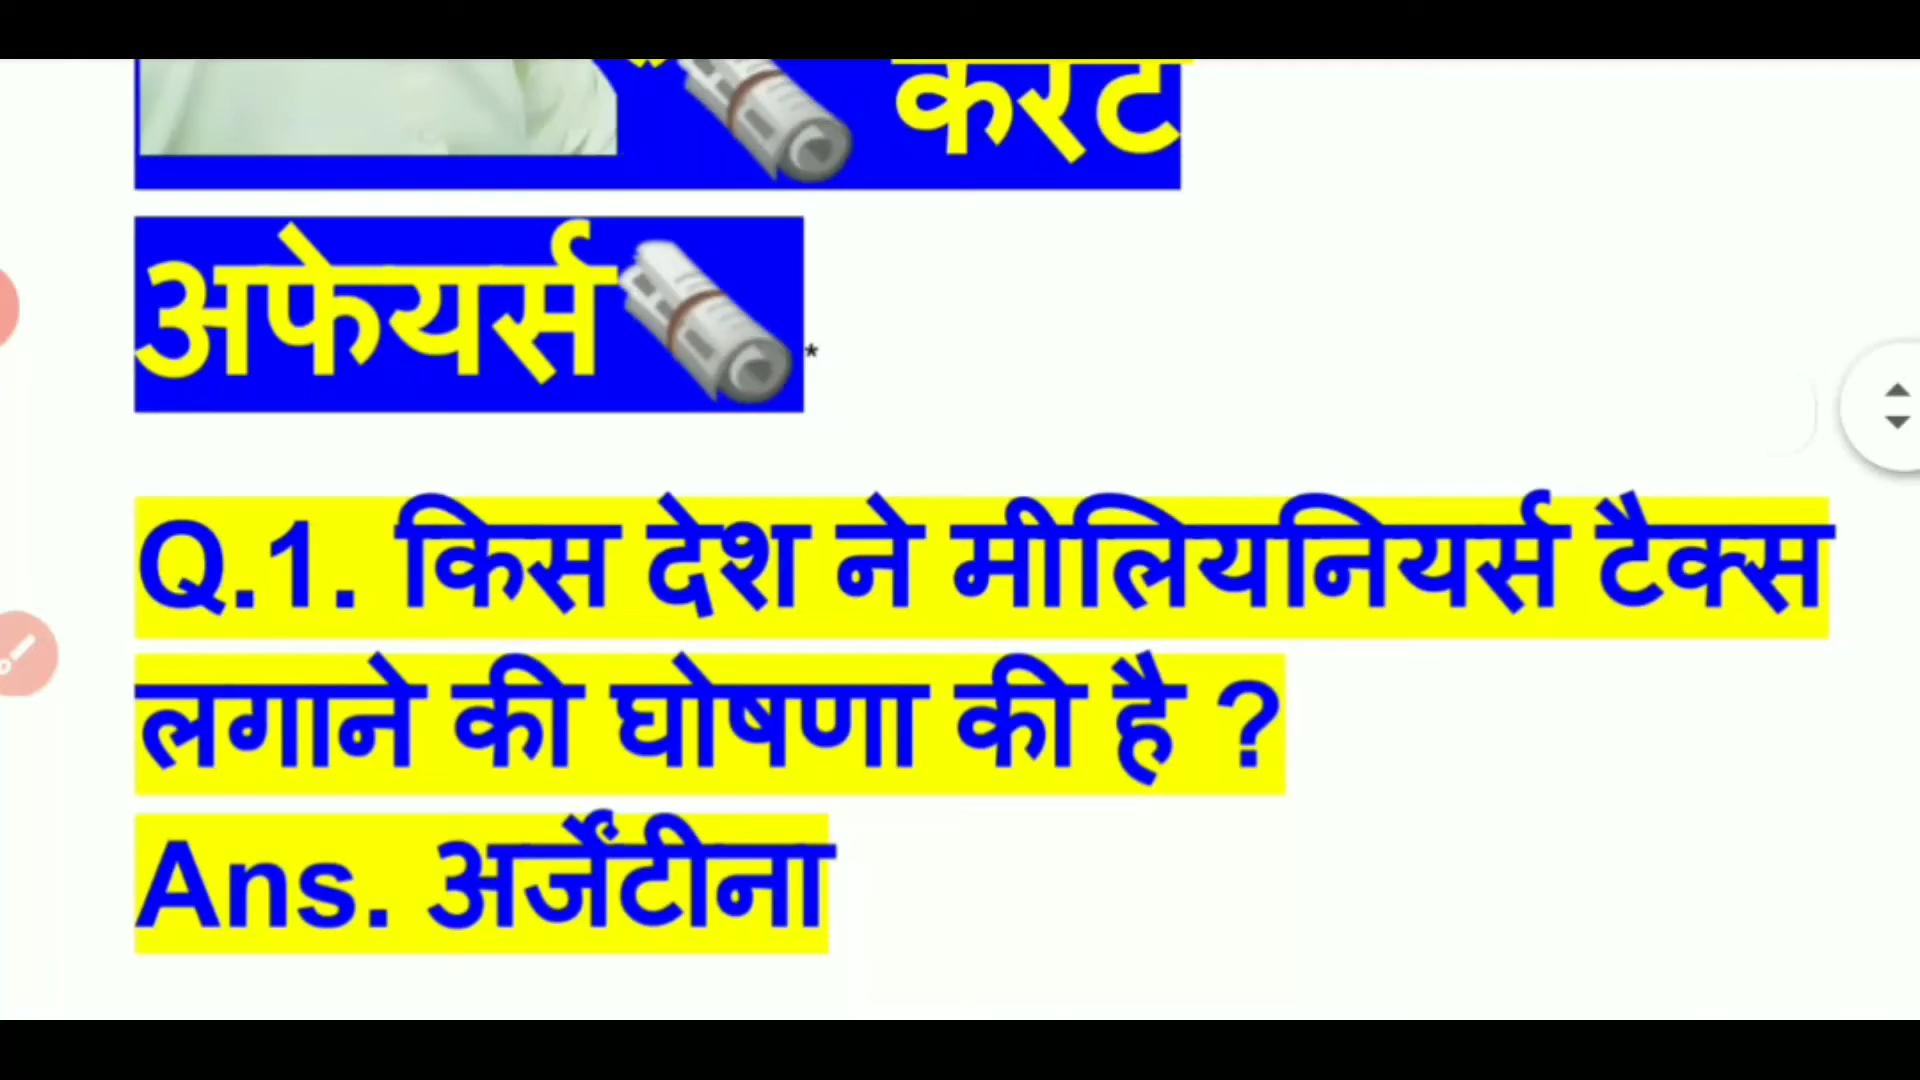 करंट
अफेयर्स *
Q.1. किस देश ने मीलियनियर्स टैक्स
लगाने की घोषणा की है ?
Ans. अर्जेंटीना